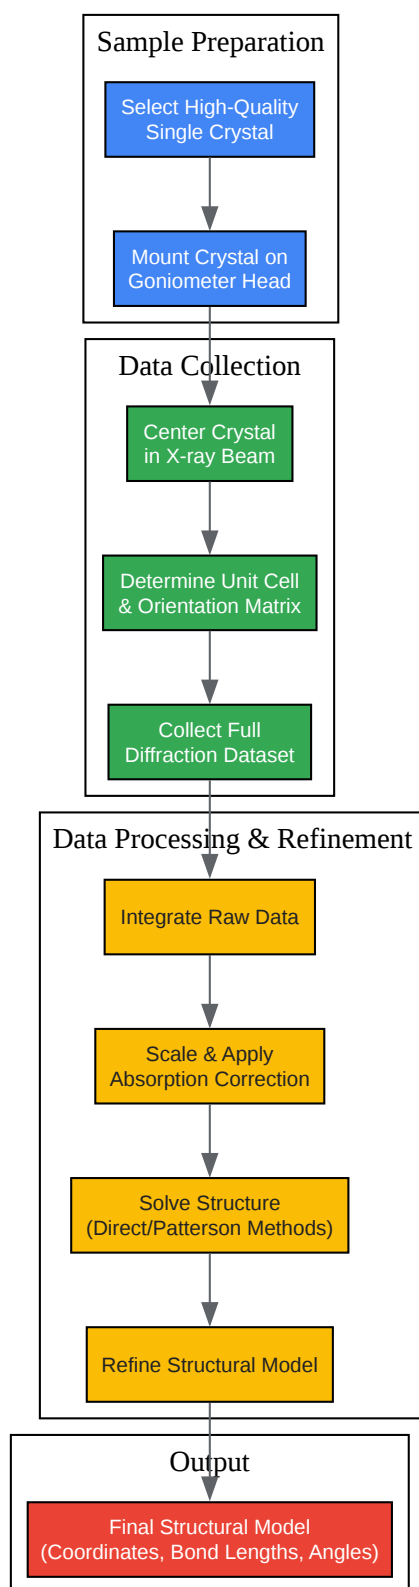 Sample Preparation
Select High-Quality
Single Crystal
Mount Crystal on
Goniometer Head
Data Collection
Center Crystal
in X-ray Beam
Determine Unit Cell
& Orientation Matrix
Collect Full
Diffraction Dataset
Data Processing & Refinement
Integrate Raw Data
Scale & Apply
Absorption Correction
Solve Structure
(Direct/Patterson Methods)
Refine Structural Model
Output
Final Structural Model
(Coordinates, Bond Lengths, Angles)